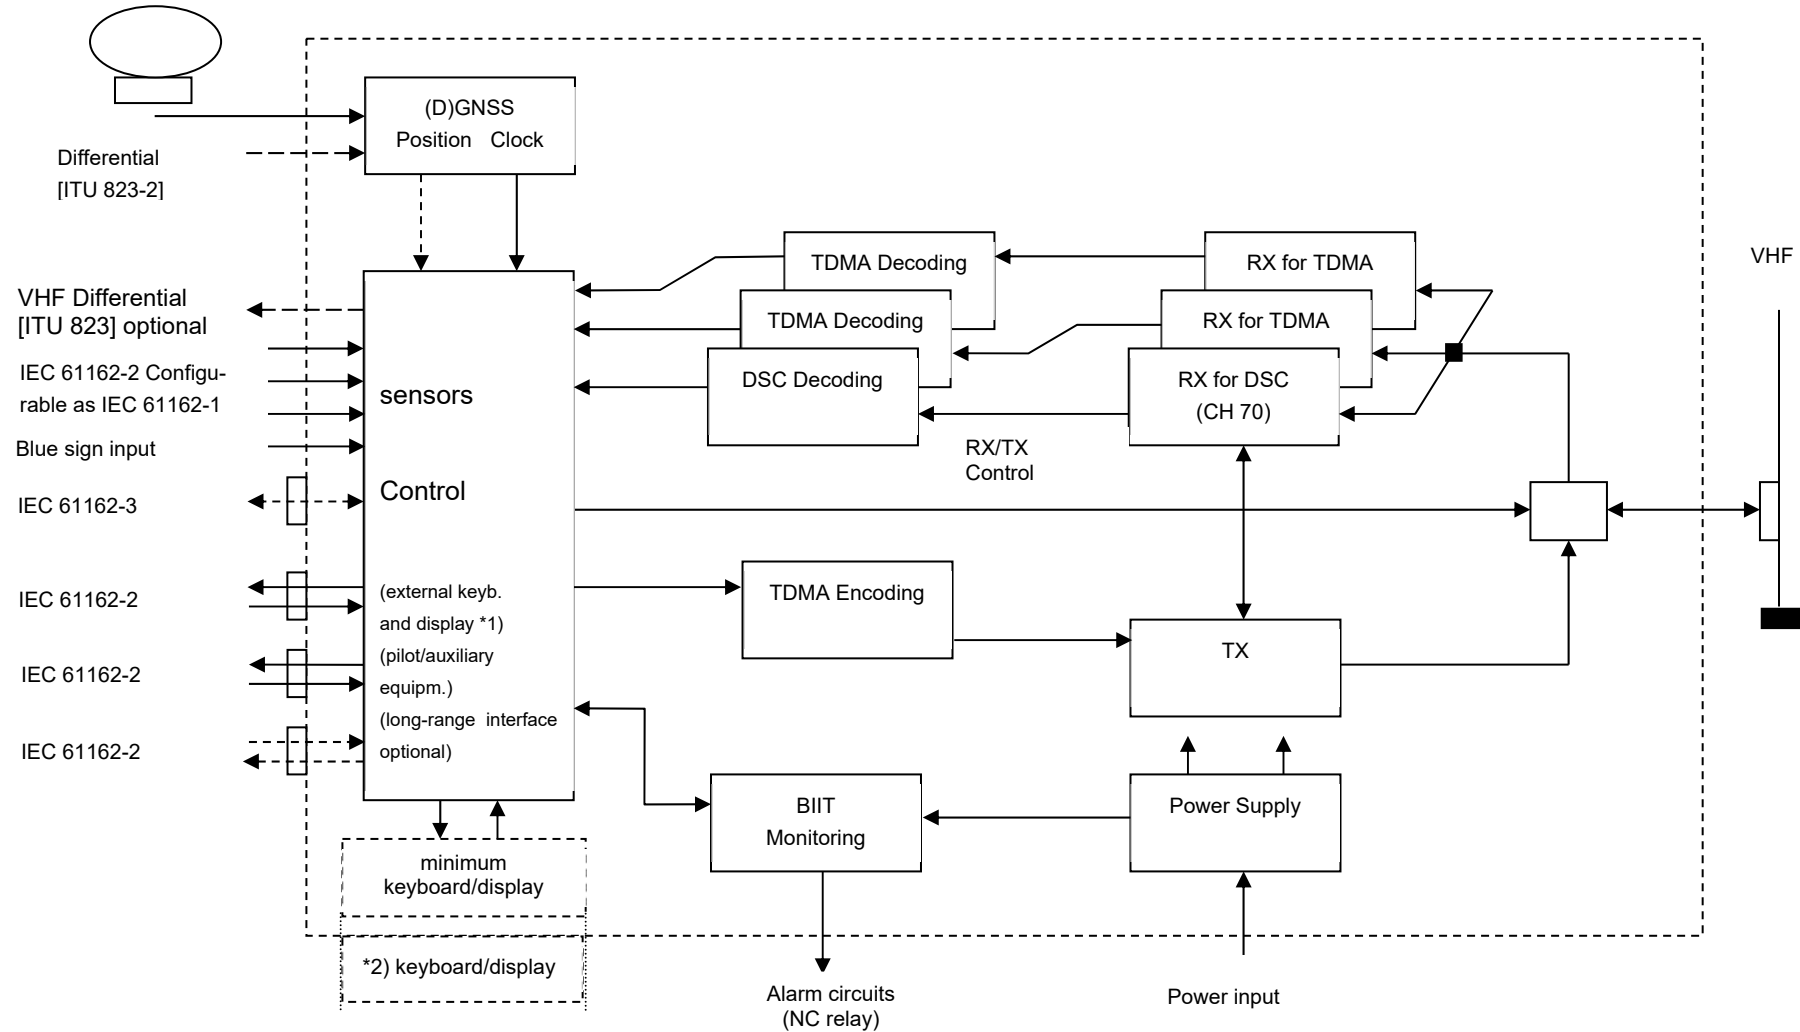 (D)GNSS
Position Clock
Differential
[ITU 823-2]
VHF Differential
[ITU 823] optional
IEC 61162-2 Configu-
rable as IEC 61162-1
Blue sign input
IEC 61162-3
IEC 61162-2
IEC 61162-2
IEC 61162-2
sensors
Control
(external keyb.
and display *1)
(pilot/auxiliary
equipm.)
(long-range interface
optional)
minimum
keyboard/display
*2) keyboard/display
TDMA Decoding
TDMA Decoding
DSC Decoding
RX for TDMA
RX for TDMA
RX for DSC
(CH 70)
RX/TX
Control
TDMA Encoding
TX
BIIT
Monitoring
Power Supply
Alarm circuits
(NC relay)
Power input
VHF